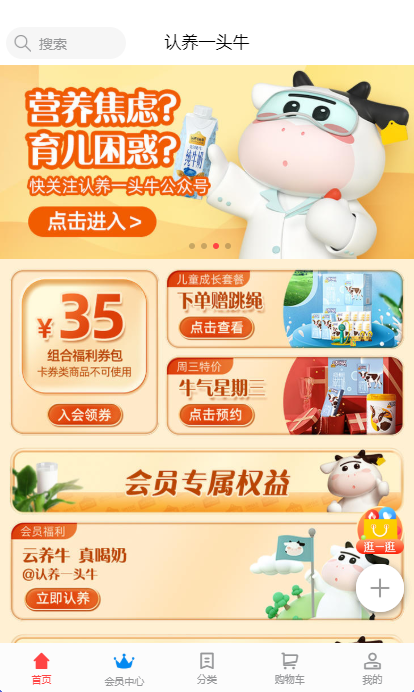 搜索
认养一头牛
营养焦虑?
育儿困惑?
快关注认养一头牛公众号
点击进入>
纯牛奶
¥35
组合福利券包
卡券类商品不可使用
入会领券
儿童成长套餐
下单赠跳绳
点击查看
周三特价
牛气星期三
点击预约
会员专属权益
会员福利
云养牛 真喝奶
@认养一头牛
立即认养
逛一逛
首页
会员中心
分类
购物车
我的